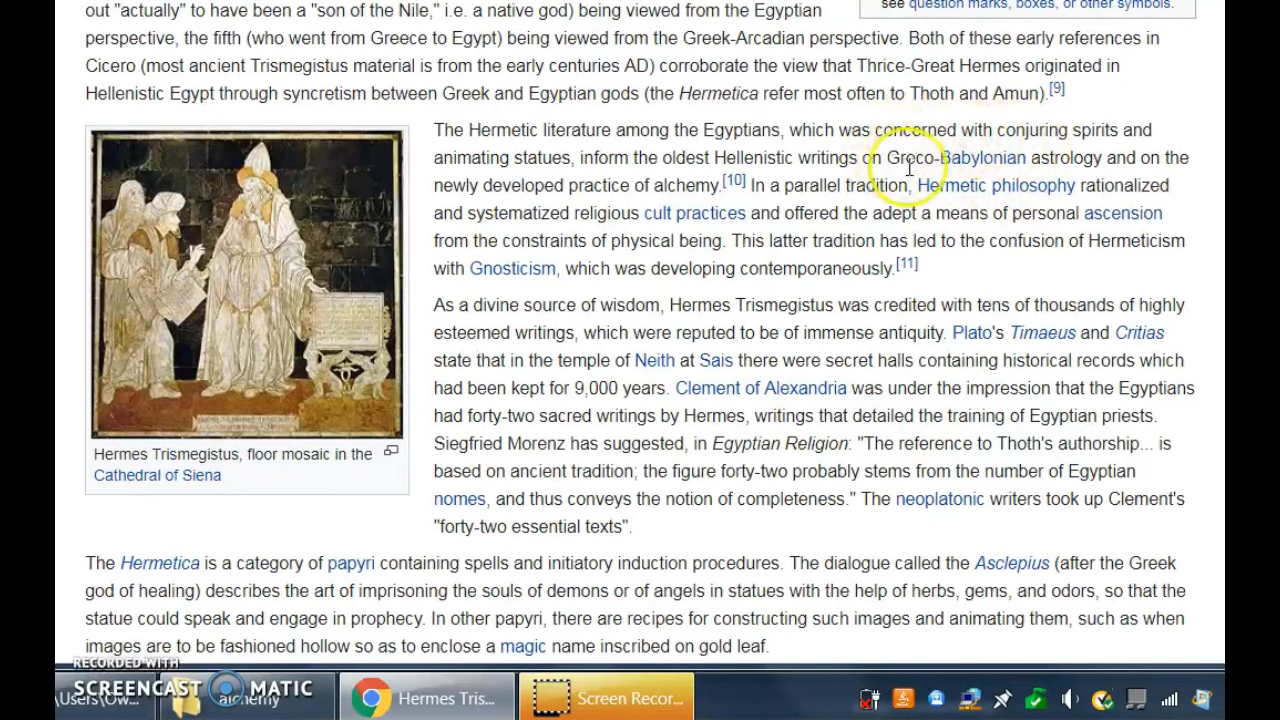 out "actually" to have been a "son of the Nile," i.e. a native god) being viewed from the Egyptian
see question marks, boxes, or other symbols.
perspective, the fifth (who went from Greece to Egypt) being viewed from the Greek-Arcadian perspective. Both of these early references in
Cicero (most ancient Trismegistus material is from the early centuries AD) corroborate the view that Thrice-Great Hermes originated in
Hellenistic Egypt through syncretism between Greek and Egyptian gods (the Hermetica refer most often to Thoth and Amun).[9]
The Hermetic literature among the Egyptians, which was concerned with conjuring spirits and
animating statues, inform the oldest Hellenistic writings on Greco-Babylonian astrology and on the
newly developed practice of alchemy.[10] In a parallel tradition, Hermetic philosophy rationalized
and systematized religious cult practices and offered the adept a means of personal ascension
from the constraints of physical being. This latter tradition has led to the confusion of Hermeticism
with Gnosticism, which was developing contemporaneously.[11]
As a divine source of wisdom, Hermes Trismegistus was credited with tens of thousands of highly
esteemed writings, which were reputed to be of immense antiquity. Plato's Timaeus and Critias
state that in the temple of Neith at Sais there were secret halls containing historical records which
had been kept for 9,000 years. Clement of Alexandria was under the impression that the Egyptians
had forty-two sacred writings by Hermes, writings that detailed the training of Egyptian priests.
Siegfried Morenz has suggested, in Egyptian Religion: "The reference to Thoth's authorship... is
based on ancient tradition; the figure forty-two probably stems from the number of Egyptian
nomes, and thus conveys the notion of completeness." The neoplatonic writers took up Clement's
"forty-two essential texts".
Hermes Trismegistus, floor mosaic in the
Cathedral of Siena
The Hermetica is a category of papyri containing spells and initiatory induction procedures. The dialogue called the Asclepius (after the Greek
god of healing) describes the art of imprisoning the souls of demons or of angels in statues with the help of herbs, gems, and odors, so that the
statue could speak and engage in prophecy. In other papyri, there are recipes for constructing such images and animating them, such as when
images are to be fashioned hollow so as to enclose a magic name inscribed on gold leaf.
RECORDED WITH
SCREENCAST MATIC
\Users\Ow...
alchemy
Hermes Tris...
Screen Recor...